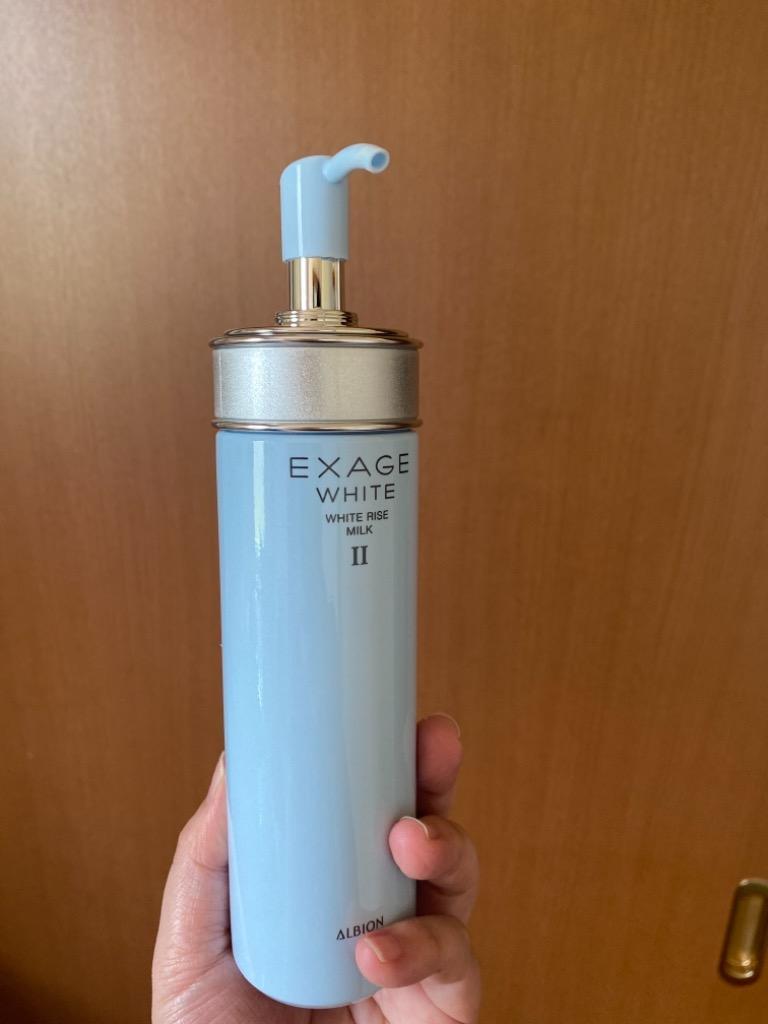 EXAGE
WHITE
WHITE RISE
MILK
II
ALBION